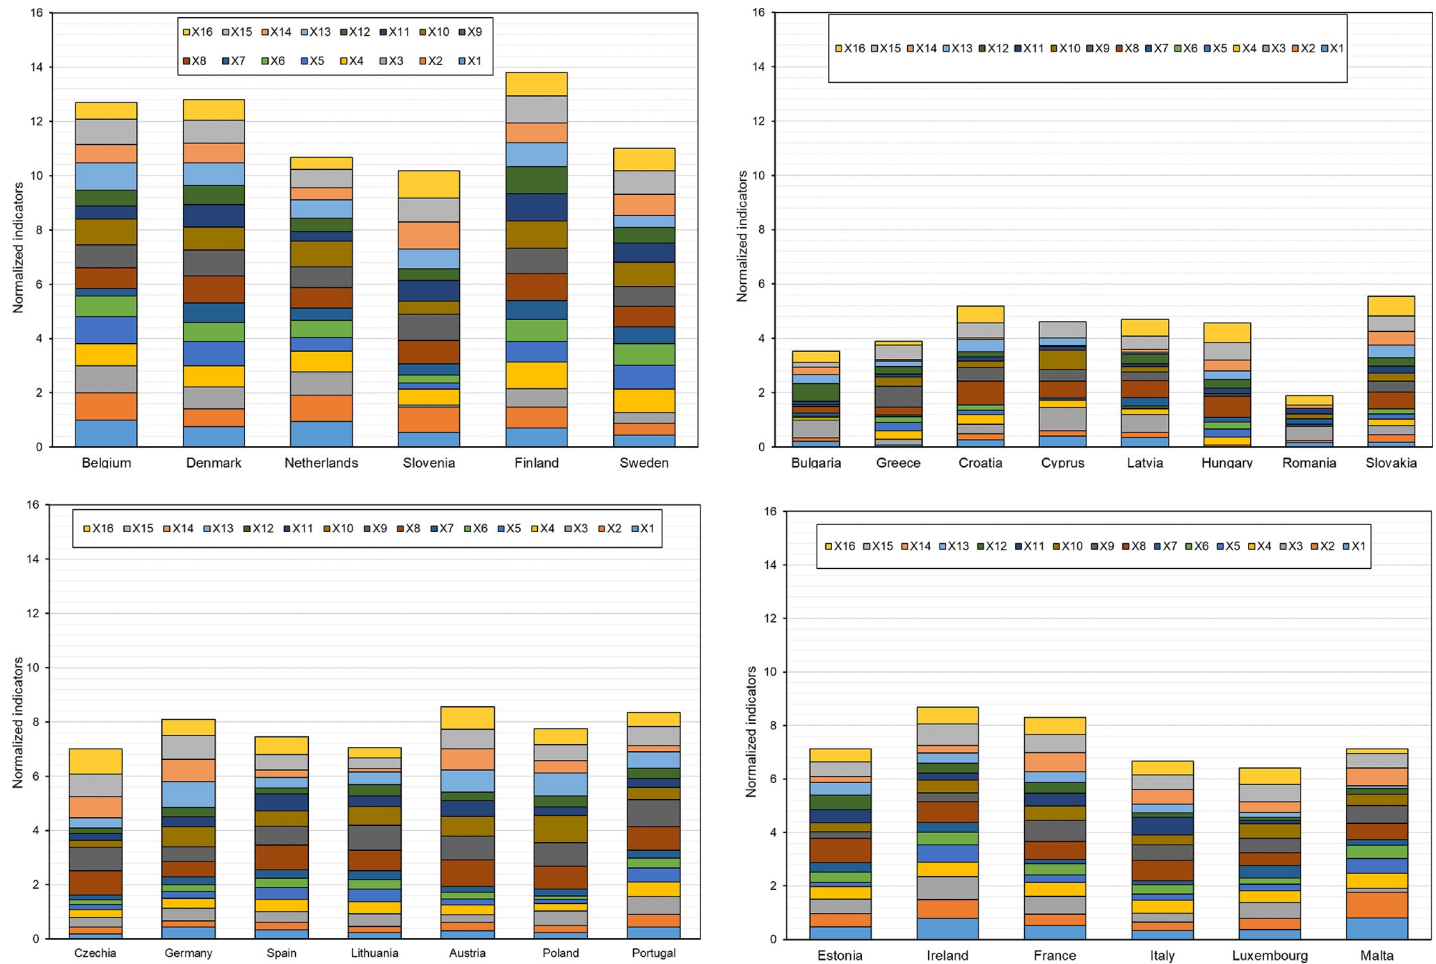 16
14
12
10
8
6
4
2
0
Normalized indicators
X16 X15 X14 X13 X12 X11 X10 X9
X8 X7 X6 X5 X4 X3 X2 X1
Belgium Denmark Netherlands Slovenia Finland Sweden
16
14
12
10
8
6
4
2
0
Normalized indicators
X16 X15 X14 X13 X12 X11 X10 X9 X8 X7 X6 X5 X4 X3 X2 X1
Bulgaria Greece Croatia Cyprus Latvia Hungary Romania Slovakia
16
14
12
10
8
6
4
2
0
Normalized indicators
X16 X15 X14 X13 X12 X11 X10 X9 X8 X7 X6 X5 X4 X3 X2 X1
Czechia Germany Spain Lithuania Austria Poland Portugal
16
14
12
10
8
6
4
2
0
Normalized indicators
X16 X15 X14 X13 X12 X11 X10 X9 X8 X7 X6 X5 X4 X3 X2 X1
Estonia Ireland France Italy Luxembourg Malta